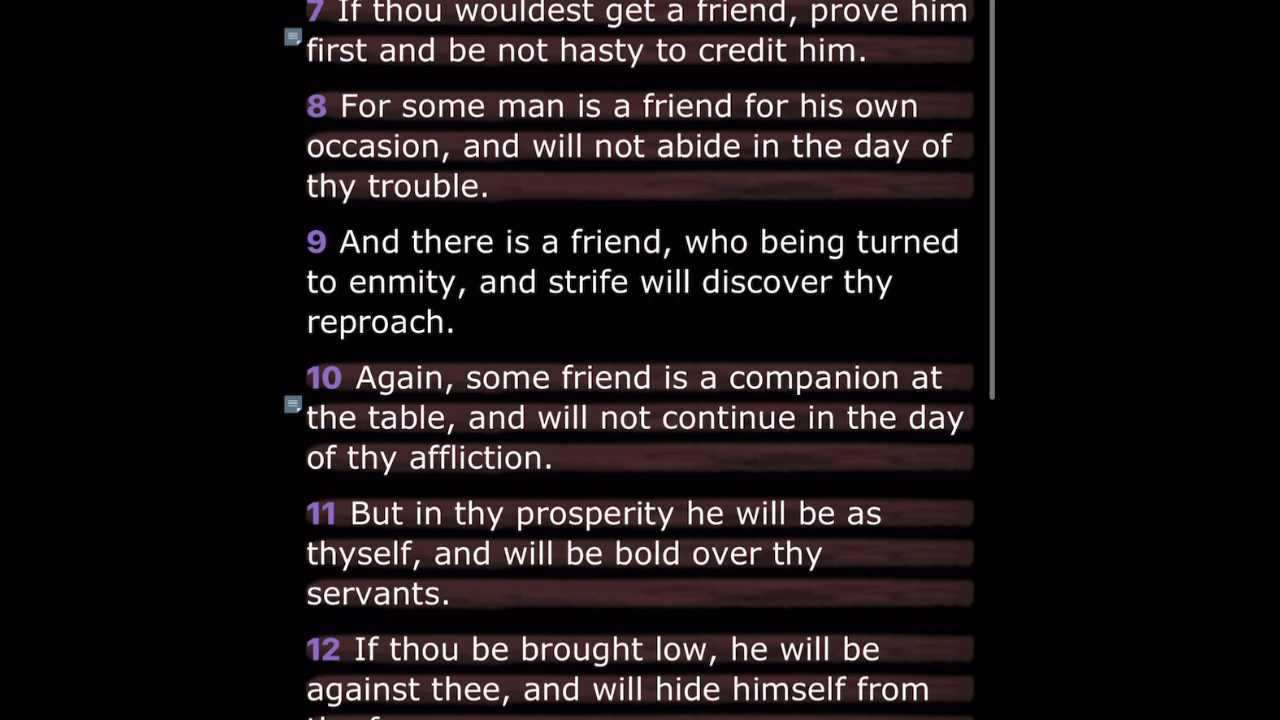 7 If thou wouldest get a friend, prove him
first and be not hasty to credit him.
8 For some man is a friend for his own
occasion, and will not abide in the day of
thy trouble.
9 And there is a friend, who being turned
to enmity, and strife will discover thy
reproach.
10 Again, some friend is a companion at
the table, and will not continue in the day
of thy affliction.
11 But in thy prosperity he will be as
thyself, and will be bold over thy
servants.
12 If thou be brought low, he will be
against thee, and will hide himself from